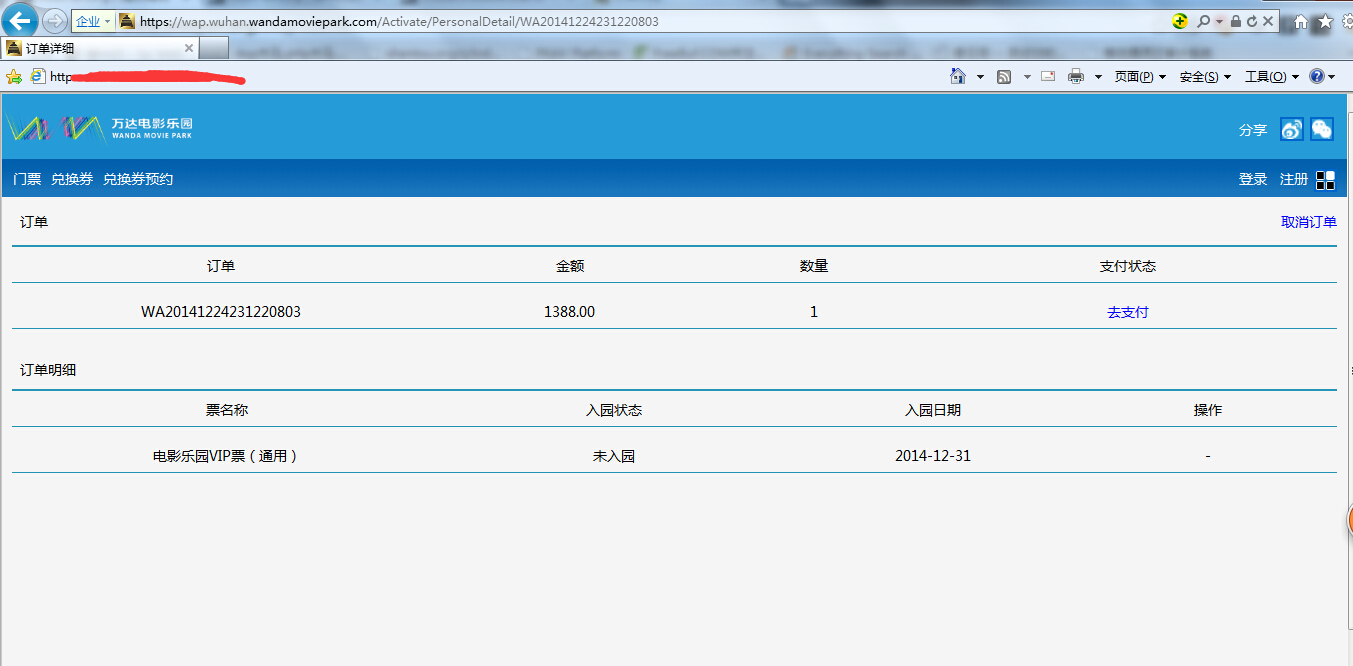 企业 https://wap.wuhan.wandamoviepark.com/Activate/PersonalDetail/WA20141224231220803
订单详细
http
页面(P) 安全(S) 工具(O)
万达电影乐园
WANDA MOVIE PARK
分享
门票 兑换券 兑换券预约 登录 注册
订单 取消订单
订单 金额 数量 支付状态
WA20141224231220803 1388.00 1 去支付
订单明细
票名称 入园状态 入园日期 操作
电影乐园VIP票（通用） 未入园 2014-12-31 -